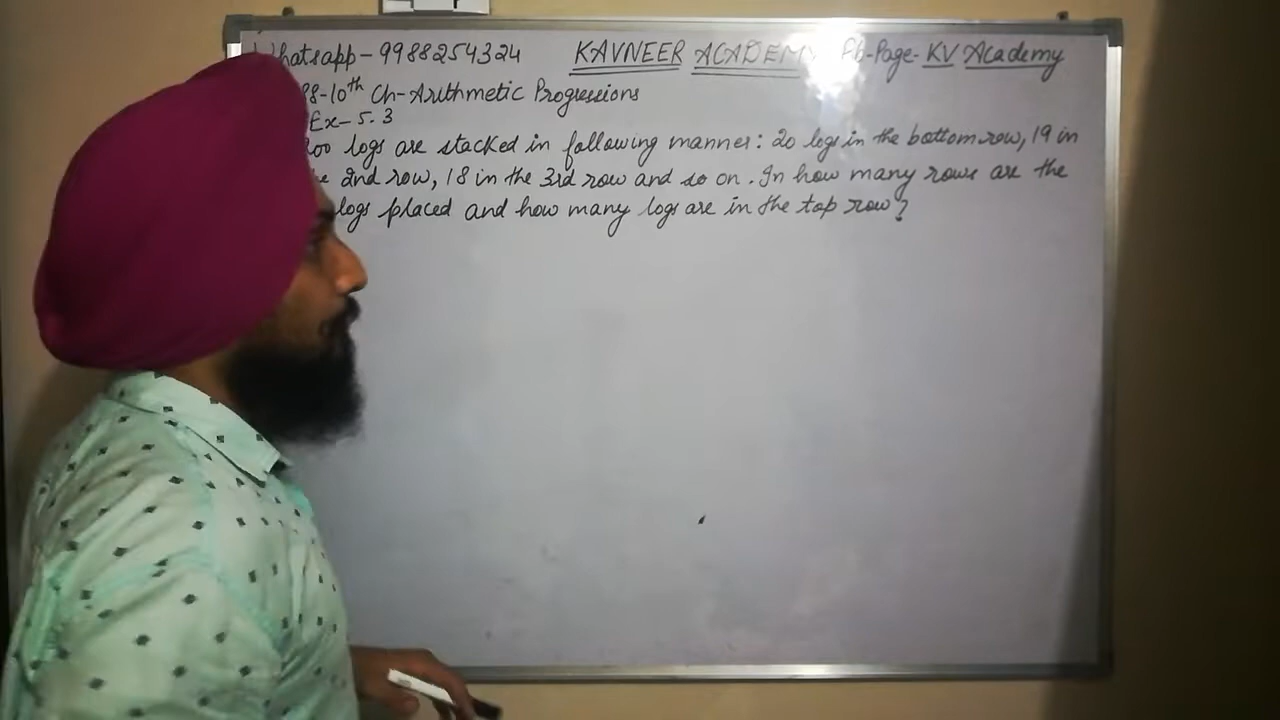 Whatsapp-9988254324 KAVNEER ACADEMY Fb-Page-KV Academy
-10th Ch-Arithmetic Progressions
Ex-5.3
logs are stacked in following manner: 20 logs in the bottom row, 19 in
2nd row, 18 in the 3rd row and so on. In how many rows are the
logs placed and how many logs are in the top row?